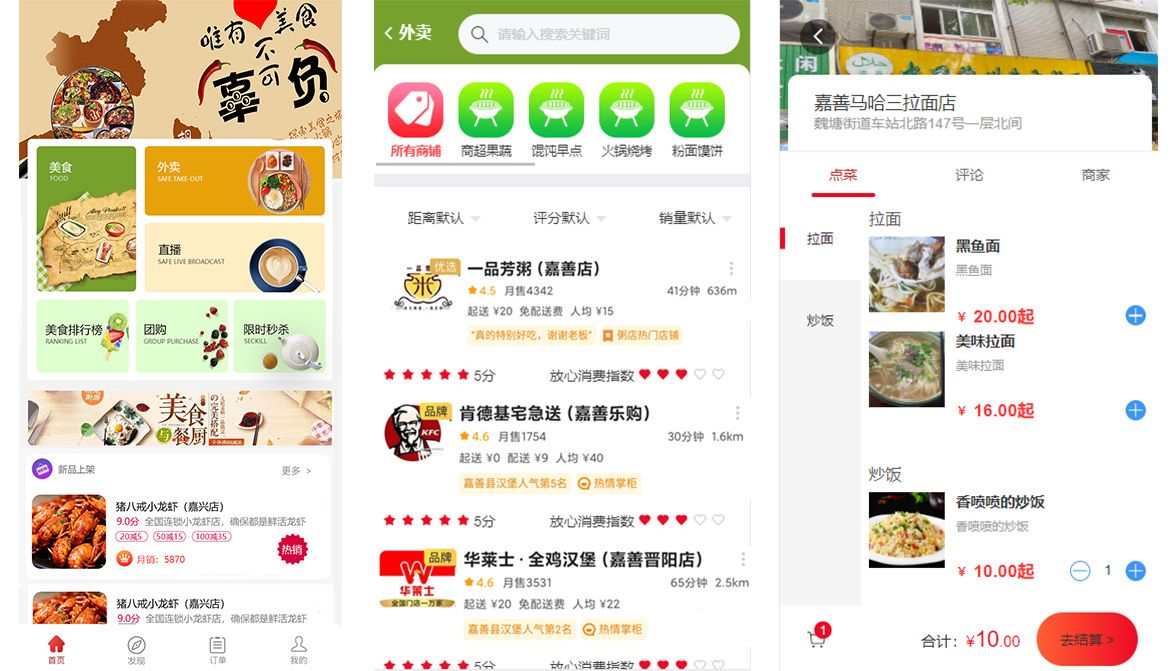 唯有
美食
不可
辜负
美食
FOOD
外卖
SAFE TAKE-OUT
直播
SAFE LIVE BROADCAST
美食排行榜
RANKING LIST
团购
GROUP PURCHASE
限时秒杀
SECKILL
美食
与餐厨
の完美搭配
新品上架
更多 >
猪八戒小龙虾（嘉兴店）
9.0分 全国连锁小龙虾店，确保都是鲜活龙虾
20减5 50减15 100减35
月销：5870
热销
猪八戒小龙虾（嘉兴店）
9.0分 全国连锁小龙虾店，确保都是鲜活龙虾
首页 发现 订单 我的
外卖
请输入搜索关键词
所有商铺 商超果蔬 馄饨早点 火锅烧烤 粉面馍饼
距离默认 评分默认 销量默认
优选
一品芳粥（嘉善店）
4.5 月售4342 41分钟 636m
起送 ¥20 免配送费 人均 ¥15
“真的特别好吃，谢谢老板” 粥店热门店铺
5分 放心消费指数
品牌
KFC
肯德基宅急送（嘉善乐购）
4.6 月售1754 30分钟 1.6km
起送 ¥0 配送 ¥9 人均 ¥40
嘉善县汉堡人气第5名 热情掌柜
5分 放心消费指数
品牌
华莱士
全国门店一万家
华莱士·全鸡汉堡（嘉善晋阳店）
4.6 月售3531 65分钟 2.5km
起送 ¥20 免配送费 人均 ¥22
嘉善县汉堡人气第2名 热情掌柜
5分 放心消费指数
嘉善马哈三拉面店
魏塘街道车站北路147号一层北间
点菜 评论 商家
拉面
炒饭
拉面
黑鱼面
黑鱼面
¥ 20.00起
美味拉面
美味拉面
¥ 16.00起
炒饭
香喷喷的炒饭
香喷喷的炒饭
¥ 10.00起
1
1
合计：¥10.00
去结算 >